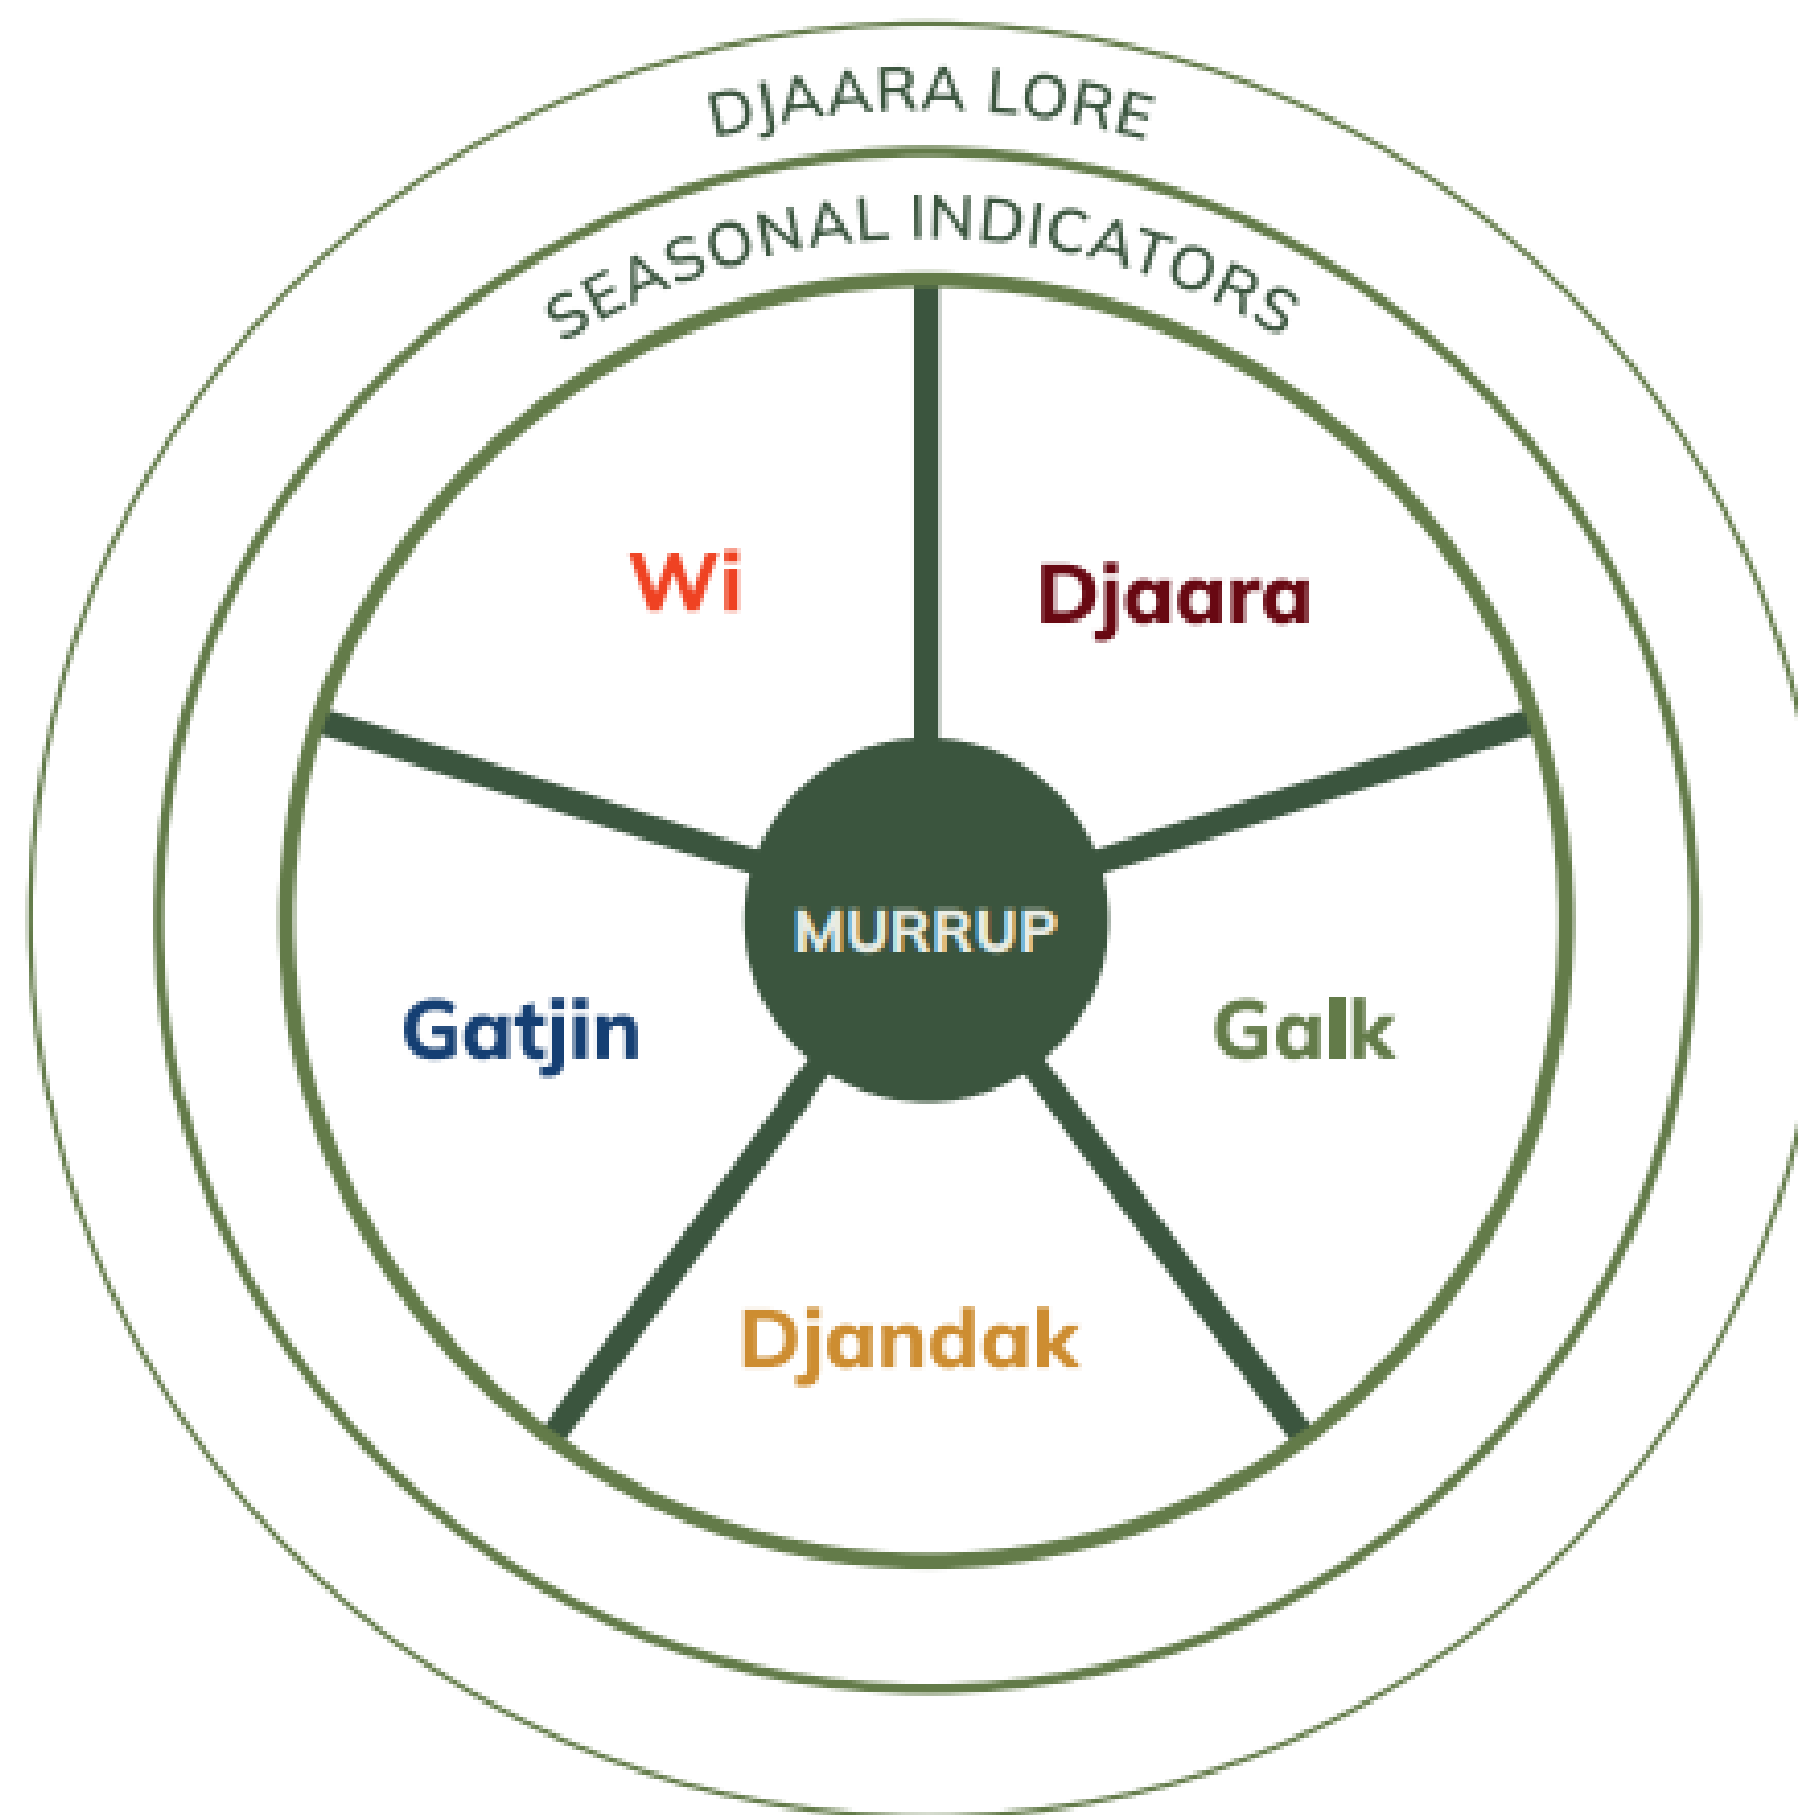 DJAARA LORE
SEASONAL INDICATORS
Wi
Djaara
MURRUP
Gatjin
Galk
Djandak